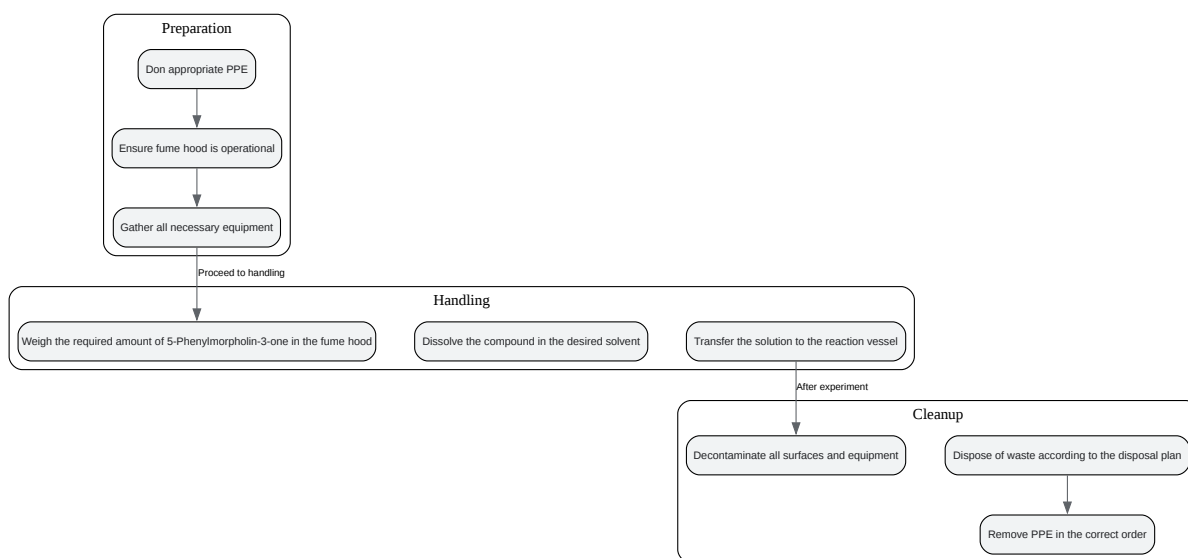 Preparation
Don appropriate PPE
Ensure fume hood is operational
Gather all necessary equipment
Proceed to handling
Handling
Weigh the required amount of 5-Phenylmorpholin-3-one in the fume hood
Dissolve the compound in the desired solvent
Transfer the solution to the reaction vessel
After experiment
Cleanup
Decontaminate all surfaces and equipment
Dispose of waste according to the disposal plan
Remove PPE in the correct order